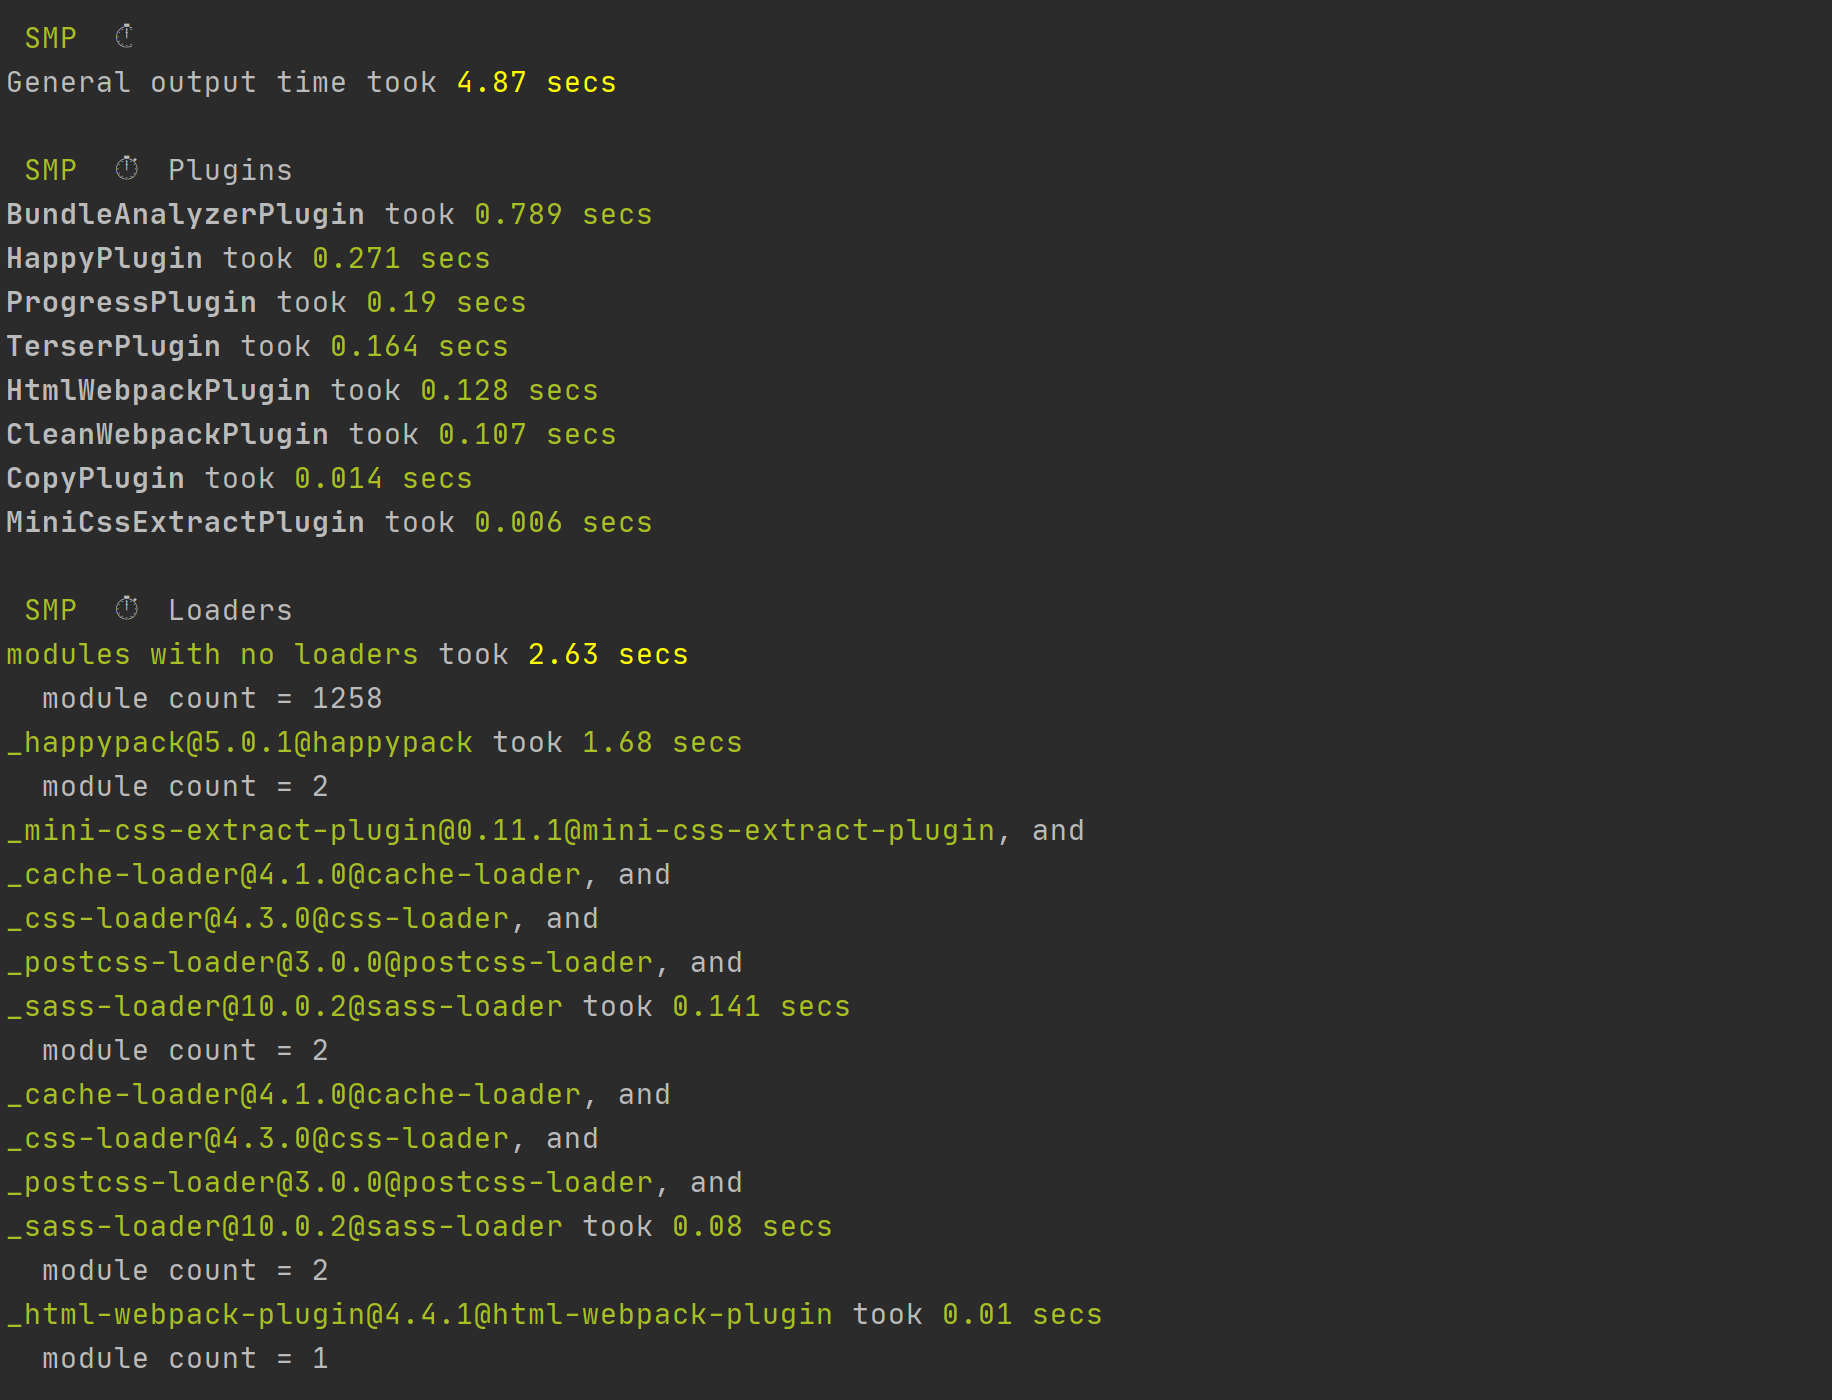 SMP ⏱
General output time took 4.87 secs
SMP ⏱ Plugins
BundleAnalyzerPlugin took 0.789 secs
HappyPlugin took 0.271 secs
ProgressPlugin took 0.19 secs
TerserPlugin took 0.164 secs
HtmlWebpackPlugin took 0.128 secs
CleanWebpackPlugin took 0.107 secs
CopyPlugin took 0.014 secs
MiniCssExtractPlugin took 0.006 secs
SMP ⏱ Loaders
modules with no loaders took 2.63 secs
module count = 1258
_happypack@5.0.1@happypack took 1.68 secs
module count = 2
_mini-css-extract-plugin@0.11.1@mini-css-extract-plugin, and
_cache-loader@4.1.0@cache-loader, and
_css-loader@4.3.0@css-loader, and
_postcss-loader@3.0.0@postcss-loader, and
_sass-loader@10.0.2@sass-loader took 0.141 secs
module count = 2
_cache-loader@4.1.0@cache-loader, and
_css-loader@4.3.0@css-loader, and
_postcss-loader@3.0.0@postcss-loader, and
_sass-loader@10.0.2@sass-loader took 0.08 secs
module count = 2
_html-webpack-plugin@4.4.1@html-webpack-plugin took 0.01 secs
module count = 1